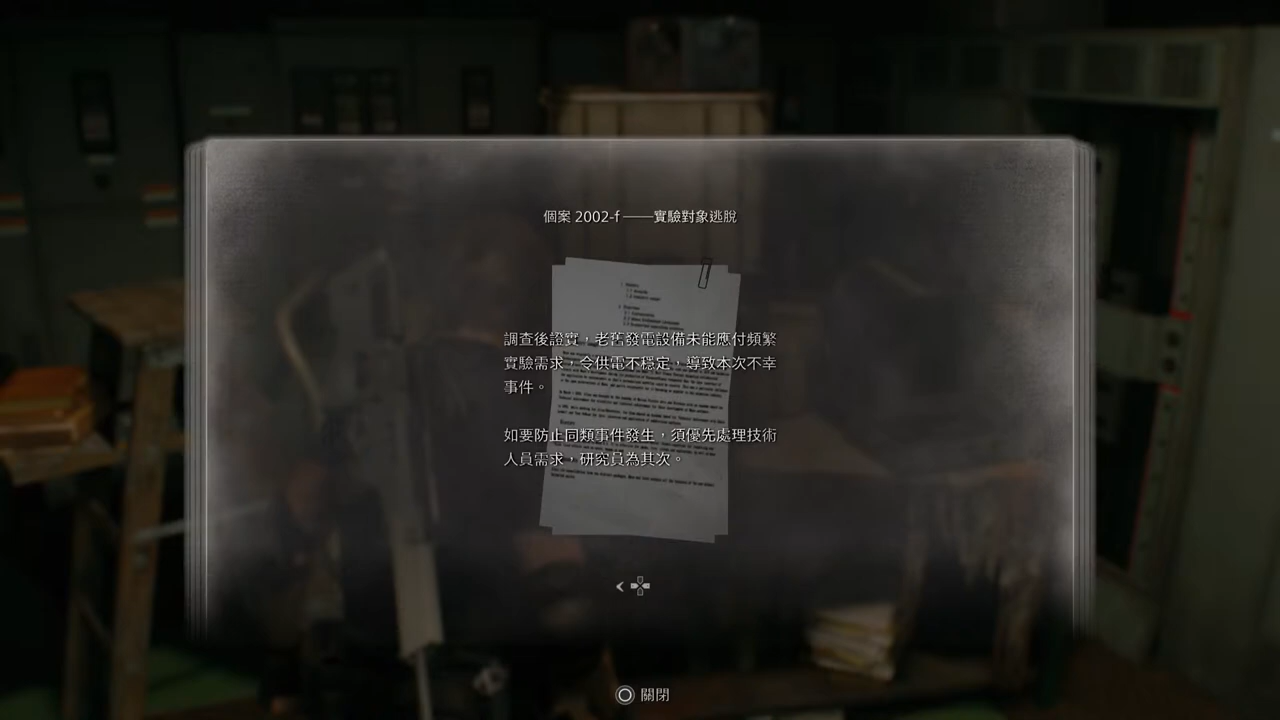 個案 2002-f ——實驗對象逃脫
調查後證實，老舊發電設備未能應付頻繁
實驗需求，令供電不穩定，導致本次不幸
事件。
如要防止同類事件發生，須優先處理技術
人員需求，研究員為其次。
關閉